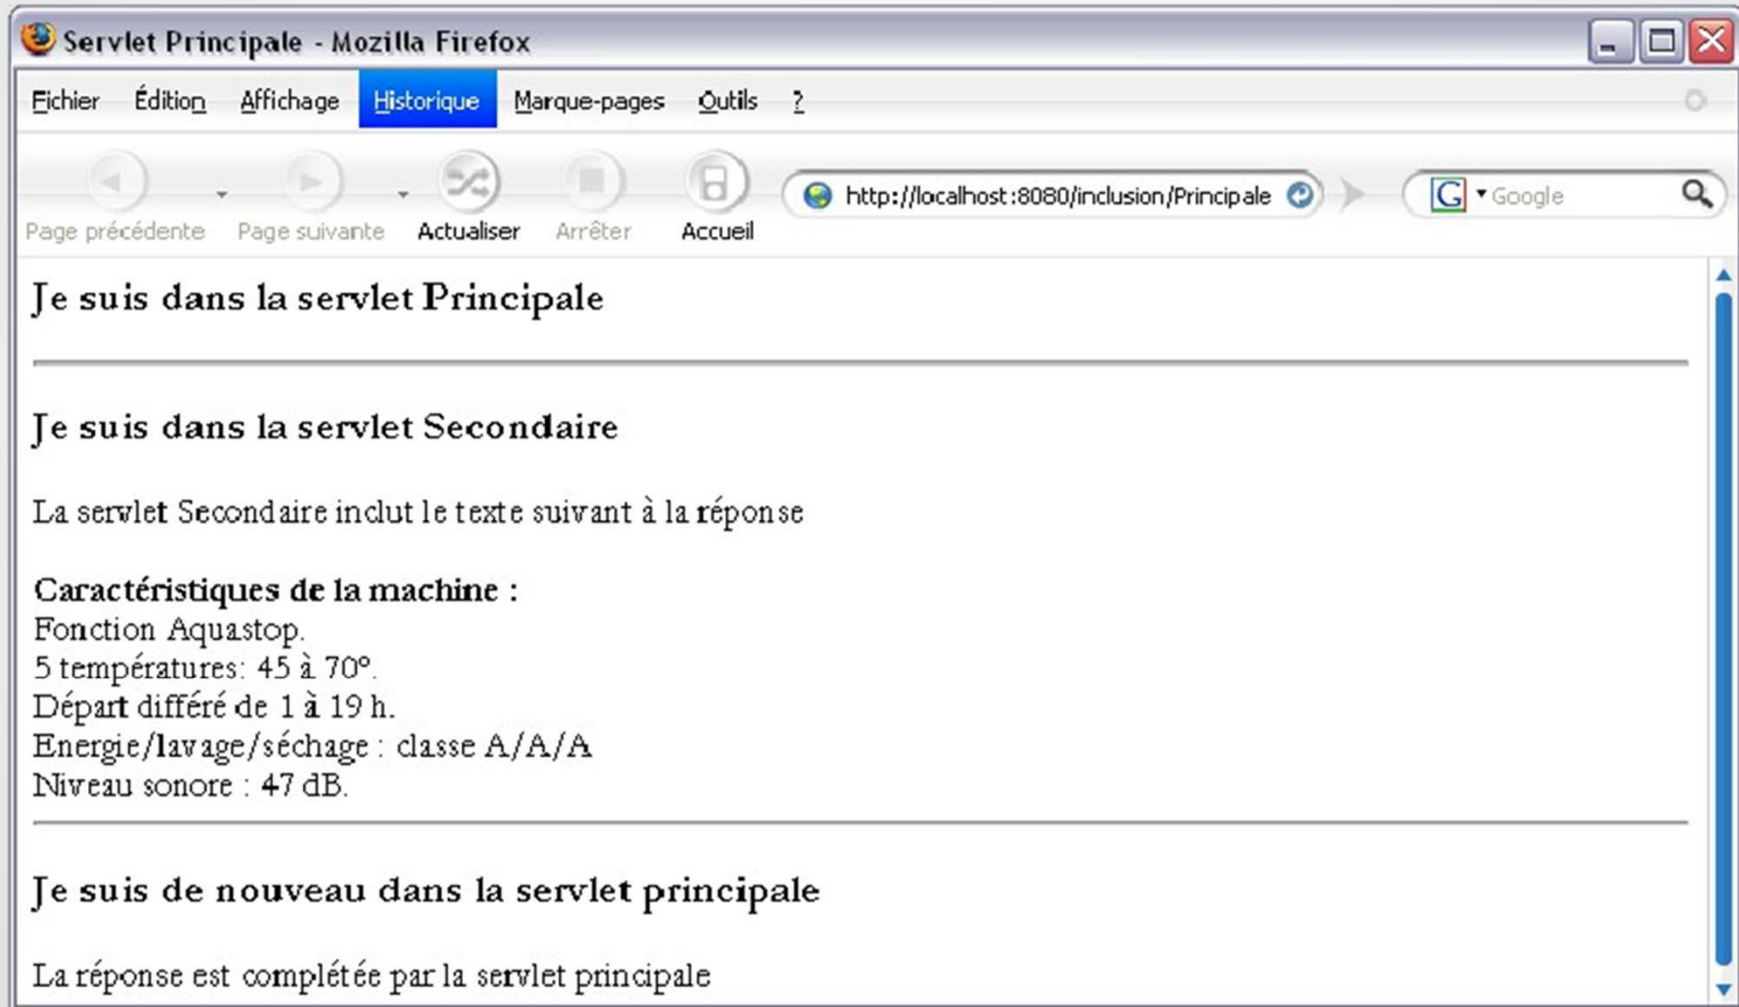 Servlet Principale - Mozilla Firefox
Fichier Édition Affichage Historique Marque-pages Outils ?
Page précédente Page suivante Actualiser Arrêter Accueil http://localhost:8080/inclusion/Principale G Google
Je suis dans la servlet Principale
Je suis dans la servlet Secondaire
La servlet Secondaire inclut le texte suivant à la réponse
Caractéristiques de la machine :
Fonction Aquastop.
5 températures: 45 à 70°.
Départ différé de 1 à 19 h.
Energie/lavage/séchage : classe A/A/A
Niveau sonore : 47 dB.
Je suis de nouveau dans la servlet principale
La réponse est complétée par la servlet principale